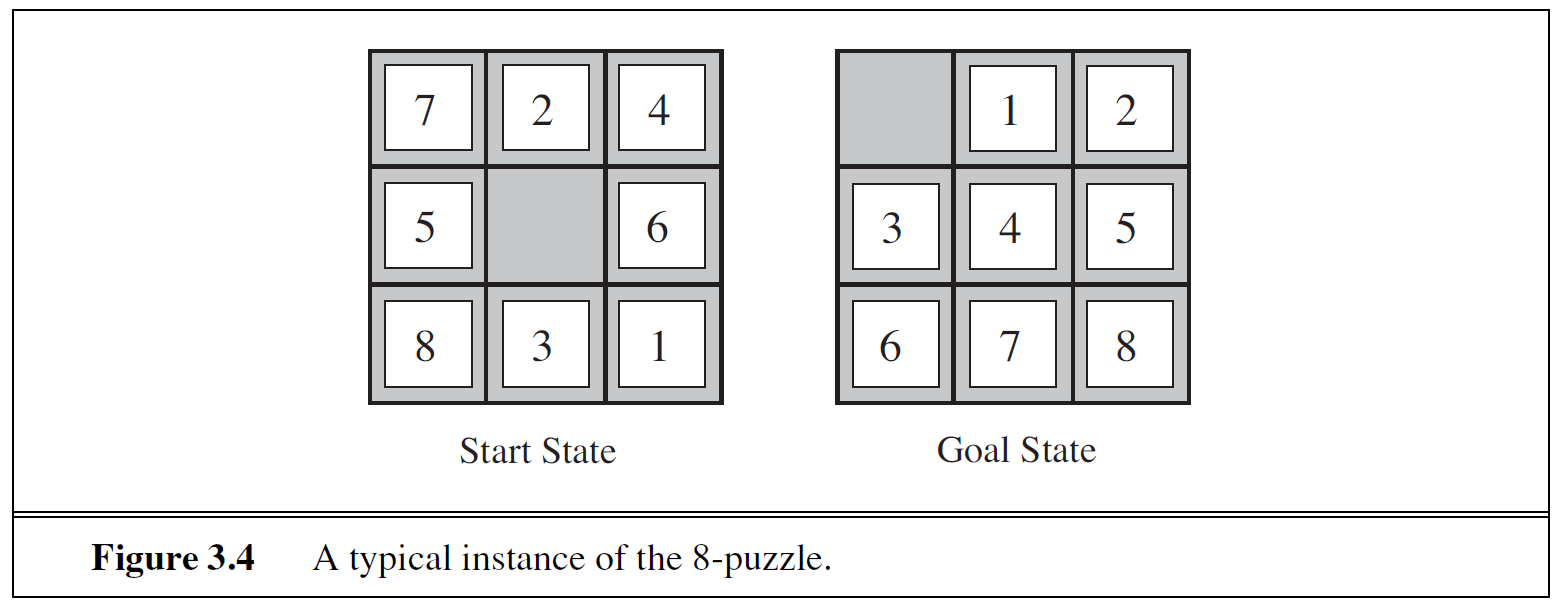 7 2 4 1 2
5 6 3 4 5
8 3 1 6 7 8
Start State Goal State
Figure 3.4 A typical instance of the 8-puzzle.